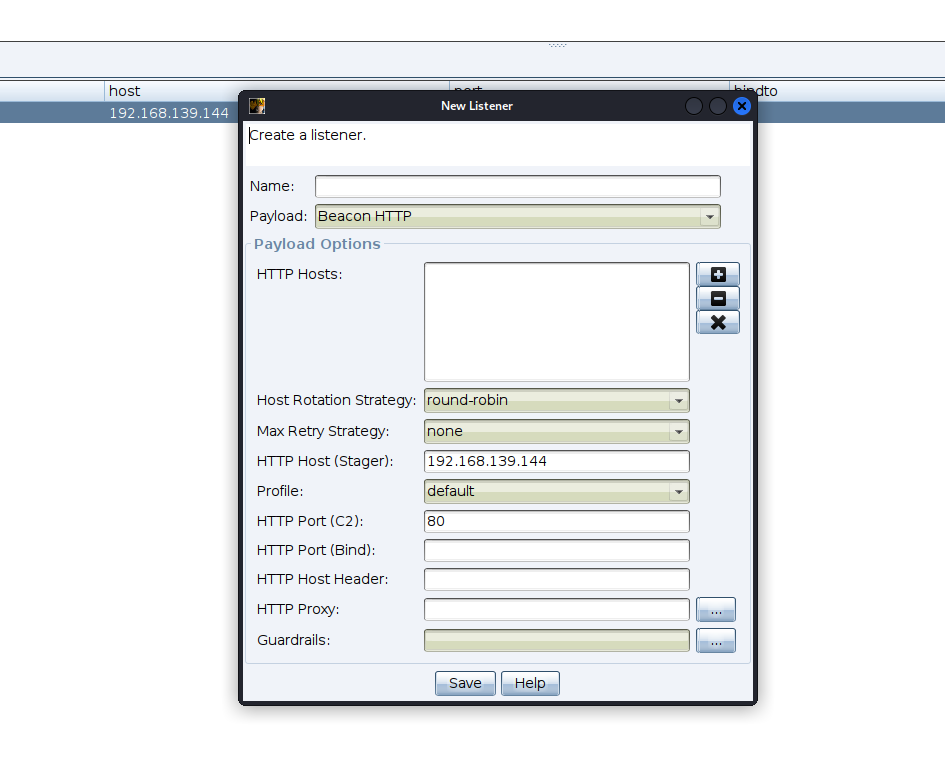 host port bindto
192.168.139.144
New Listener
Create a listener.
Name:
Payload: Beacon HTTP
Payload Options
HTTP Hosts:
Host Rotation Strategy: round-robin
Max Retry Strategy: none
HTTP Host (Stager): 192.168.139.144
Profile: default
HTTP Port (C2): 80
HTTP Port (Bind):
HTTP Host Header:
HTTP Proxy: ...
Guardrails: ...
Save Help